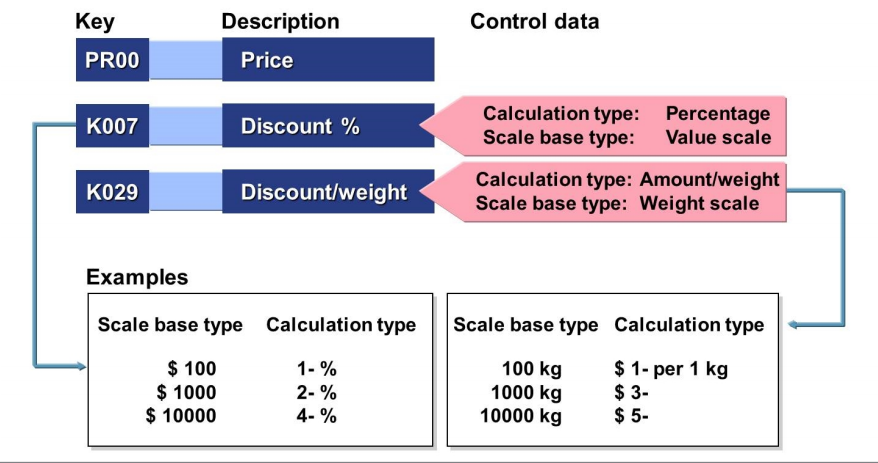 Key Description Control data
PR00 Price
K007 Discount % Calculation type: Percentage
Scale base type: Value scale
K029 Discount/weight Calculation type: Amount/weight
Scale base type: Weight scale
Examples
Scale base type Calculation type
$ 100 1- %
$ 1000 2- %
$ 10000 4- %
Scale base type Calculation type
100 kg $ 1- per 1 kg
1000 kg $ 3-
10000 kg $ 5-